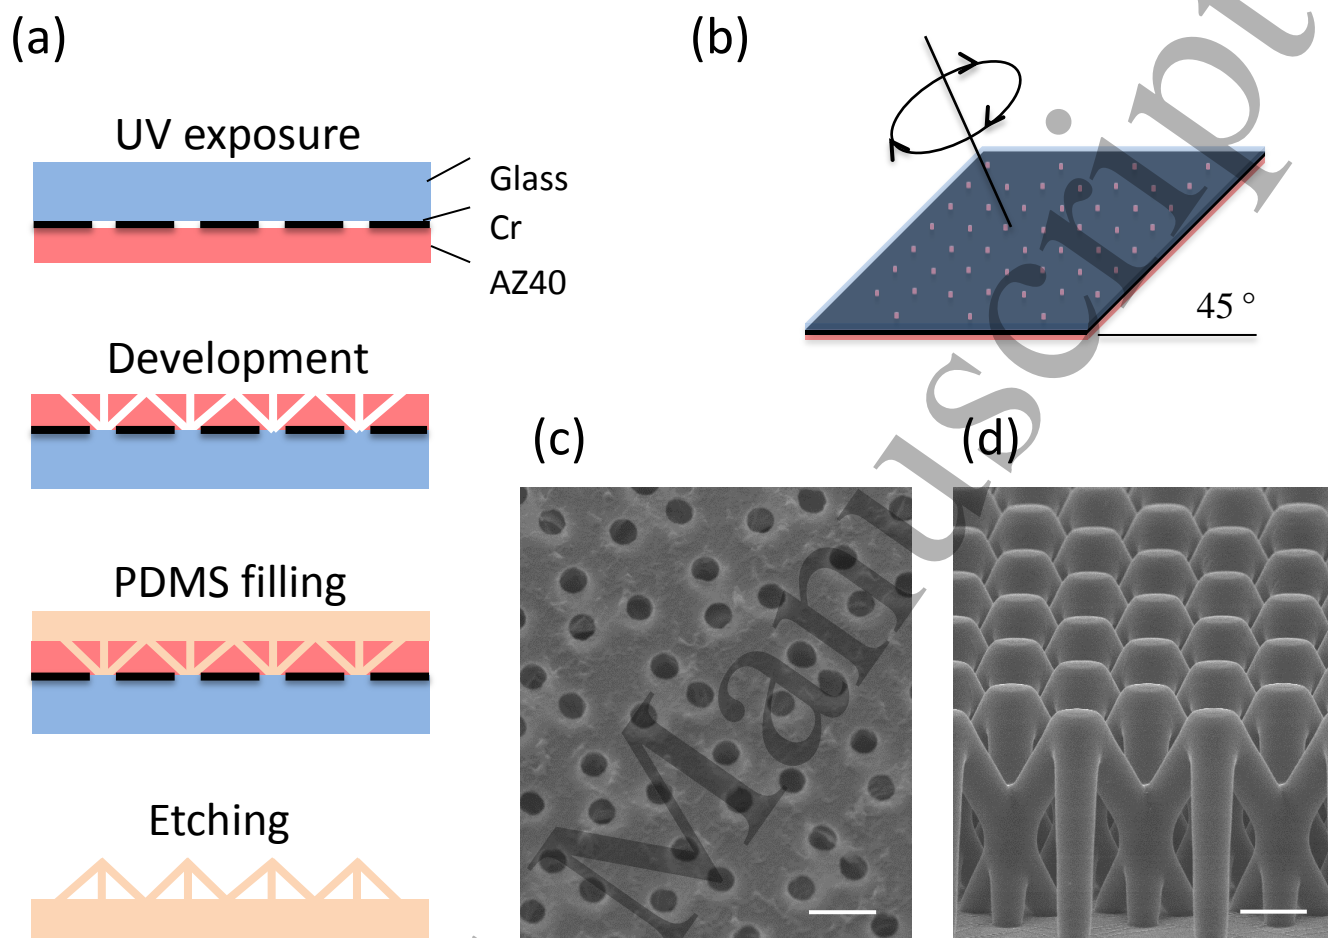 (a)
UV exposure
Glass
Cr
AZ40
Development
PDMS filling
Etching
(b)
45 °
(c)
(d)
Manuscript